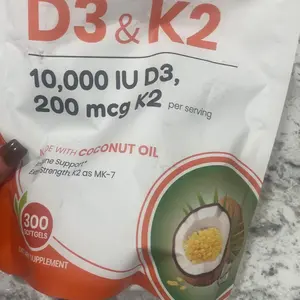 D3 & K2
10,000 IU D3,
200 mcg K2 per serving
WITH COCONUT OIL
Support*
Strength, K2 as MK-7
300
SUPPLEMENT